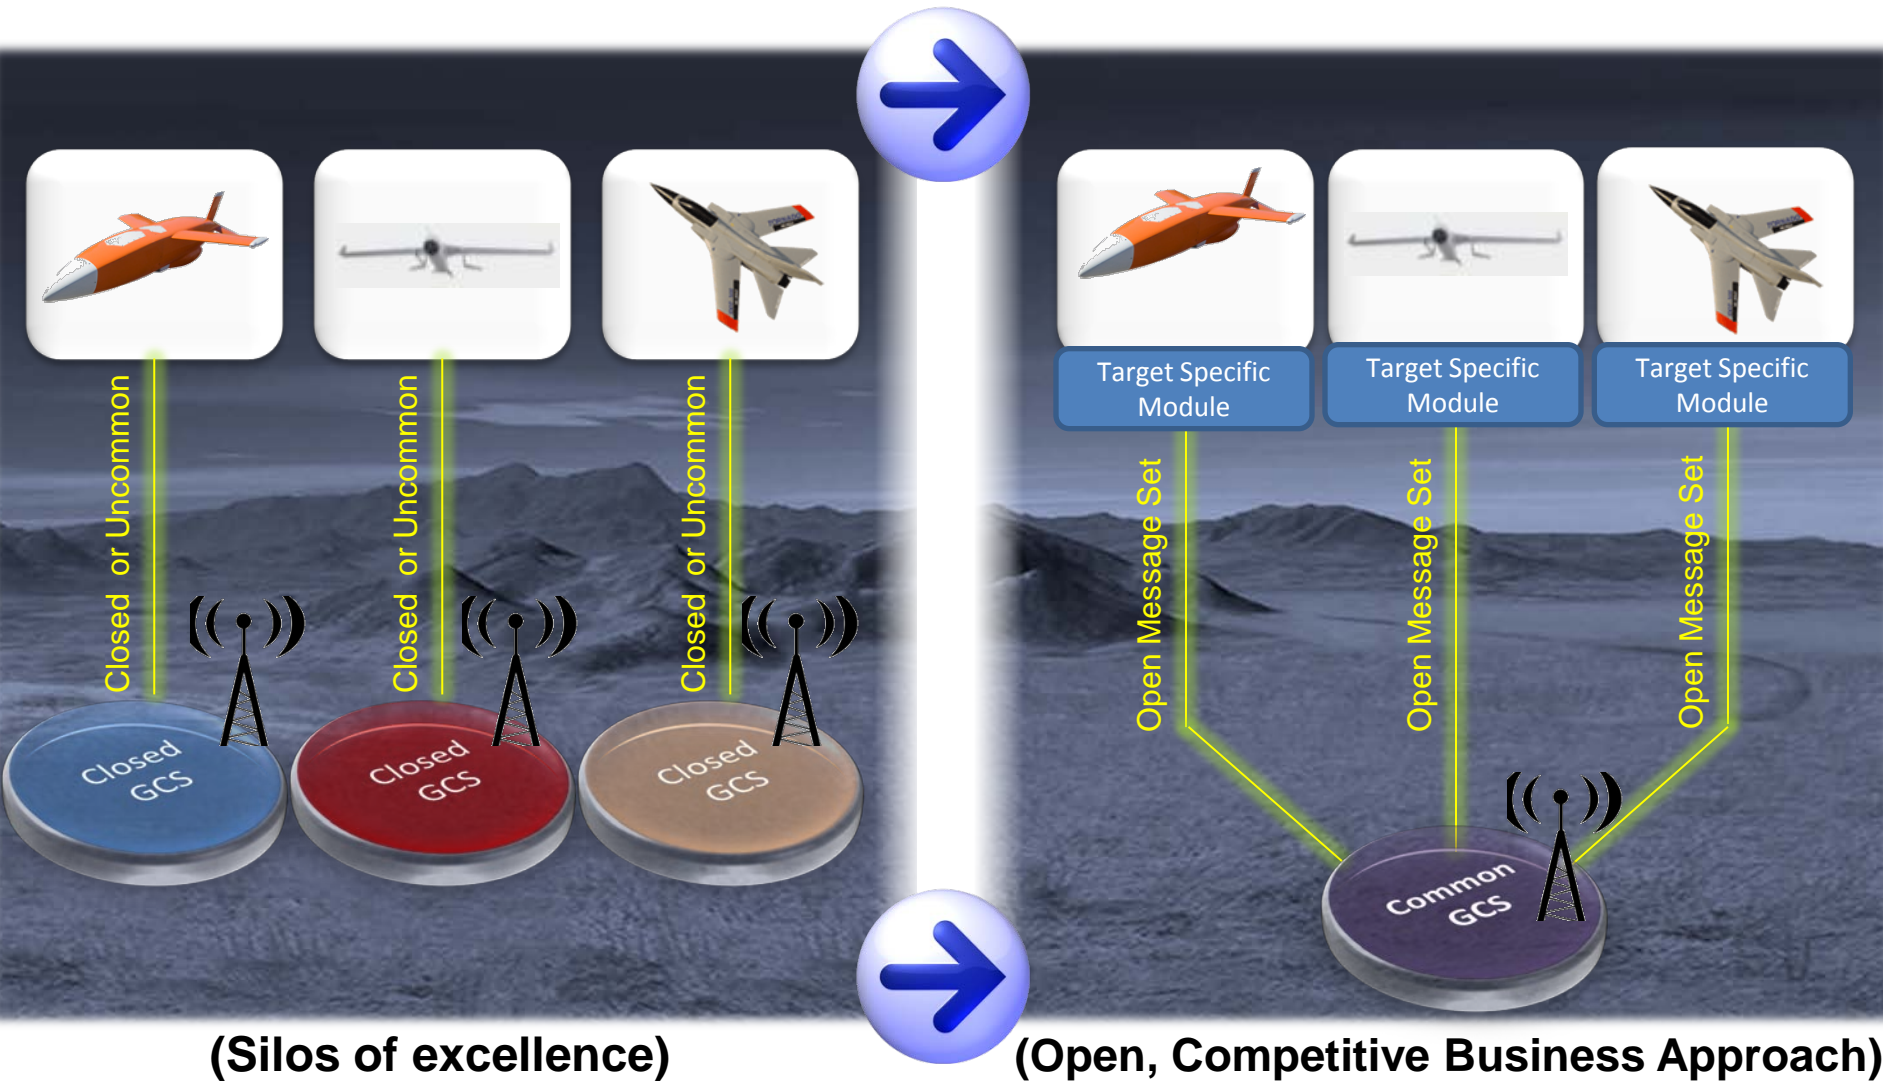 Closed or Uncommon
Closed or Uncommon
Closed or Uncommon
Closed
GCS
Closed
GCS
Closed
GCS
(Silos of excellence)
Target Specific
Module
Target Specific
Module
Target Specific
Module
Open Message Set
Open Message Set
Open Message Set
Common
GCS
(Open, Competitive Business Approach)